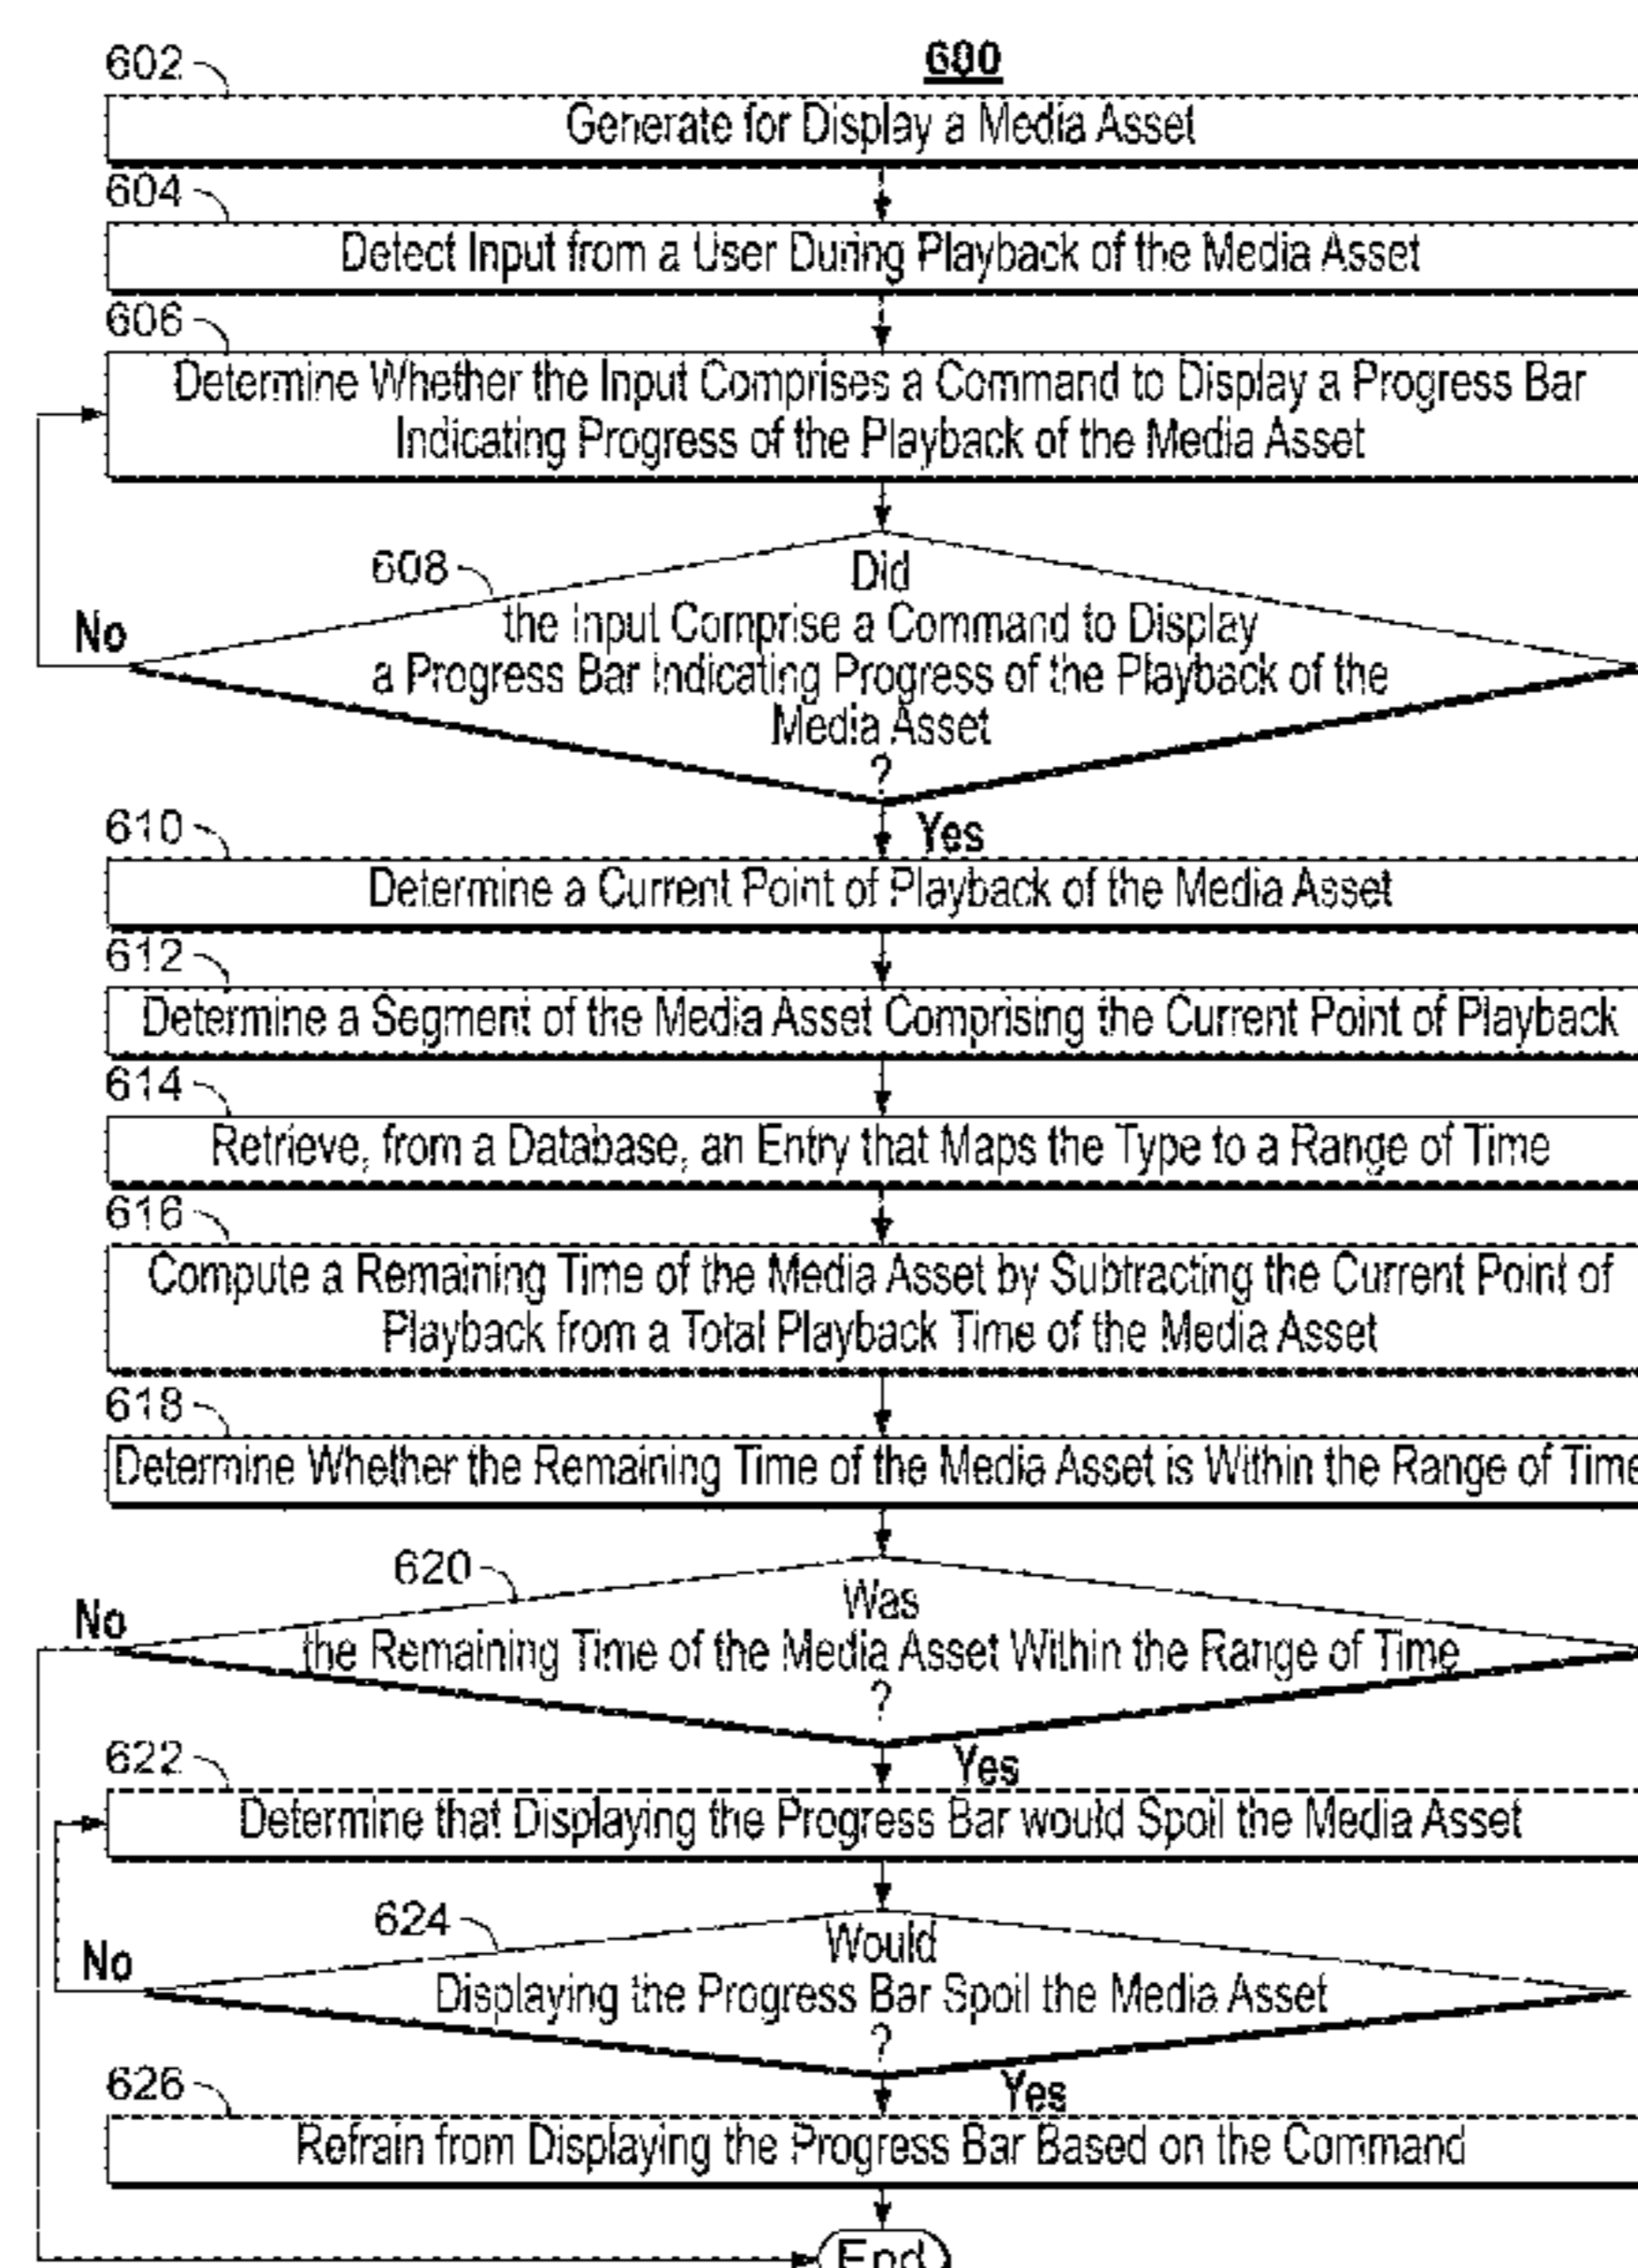 600
602
Generate for Display a Media Asset
604
Detect Input from a User During Playback of the Media Asset
606
Determine Whether the Input Comprises a Command to Display a Progress Bar
Indicating Progress of the Playback of the Media Asset
608
Did
the input Comprise a Command to Display
a Progress Bar Indicating Progress of the Playback of the
Media Asset
?
No
Yes
610
Determine a Current Point of Playback of the Media Asset
612
Determine a Segment of the Media Asset Comprising the Current Point of Playback
614
Retrieve, from a Database, an Entry that Maps the Type to a Range of Time
616
Compute a Remaining Time of the Media Asset by Subtracting the Current Point of
Playback from a Total Playback Time of the Media Asset
618
Determine Whether the Remaining Time of the Media Asset is Within the Range of Time
620
Was
the Remaining Time of the Media Asset Within the Range of Time
?
No
Yes
622
Determine that Displaying the Progress Bar would Spoil the Media Asset
624
Would
Displaying the Progress Bar Spoil the Media Asset
?
No
Yes
626
Refrain from Displaying the Progress Bar Based on the Command
End